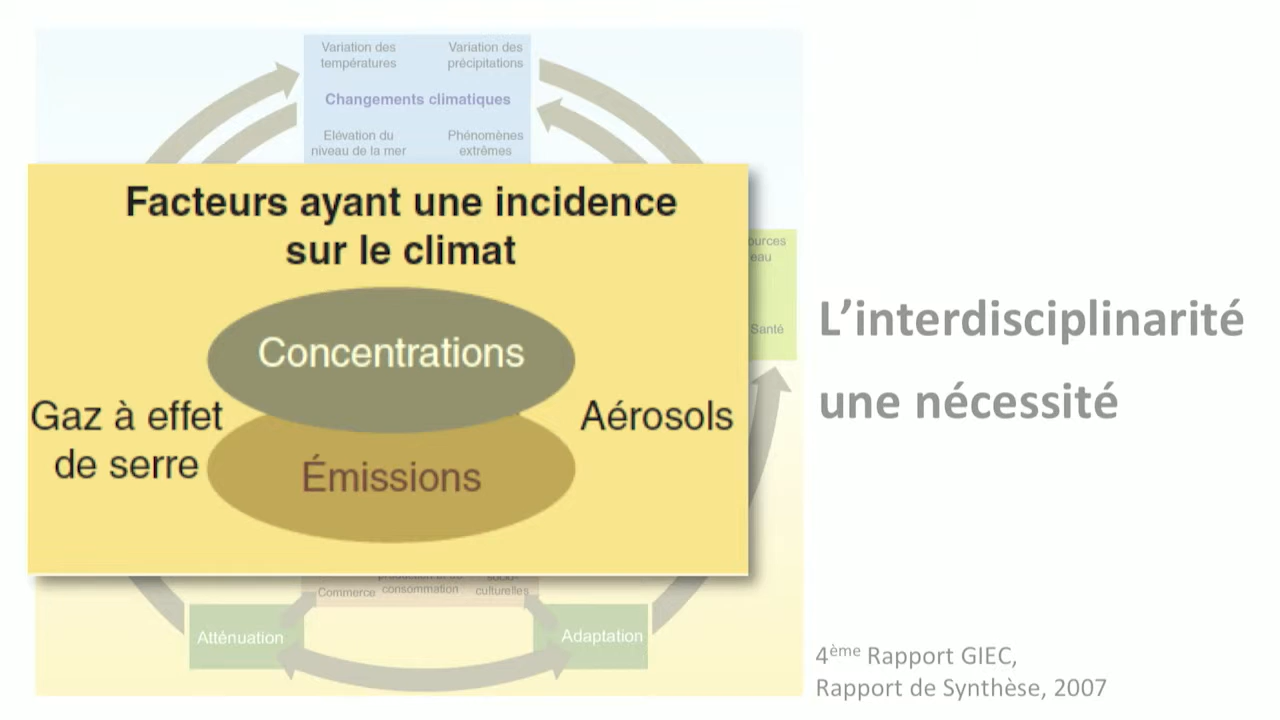 Variation des
températures
Variation des
précipitations
Changements climatiques
Elévation du
niveau de la mer
Phénomènes
extrêmes
Facteurs ayant une incidence
sur le climat
Concentrations
Gaz à effet
de serre
Aérosols
Émissions
eau
Santé
L’interdisciplinarité
une nécessité
Commerce
consommation
culturelles
Atténuation
Adaptation
4ème Rapport GIEC,
Rapport de Synthèse, 2007